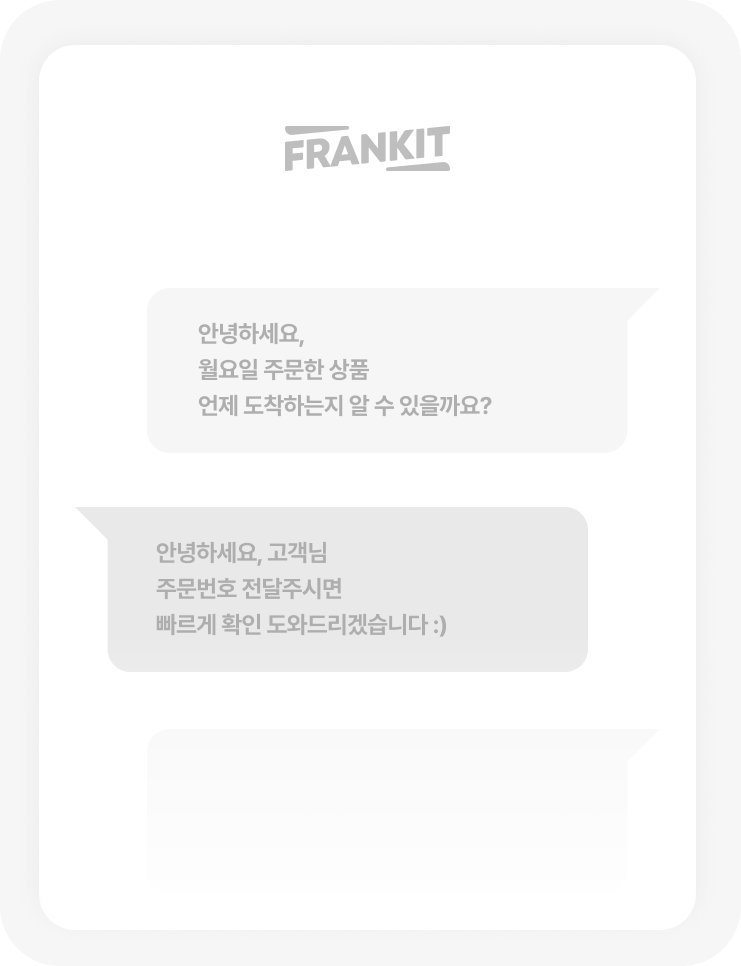 FRANKIT
안녕하세요,
월요일 주문한 상품
언제 도착하는지 알 수 있을까요?
안녕하세요, 고객님
주문번호 전달주시면
빠르게 확인 도와드리겠습니다 :)